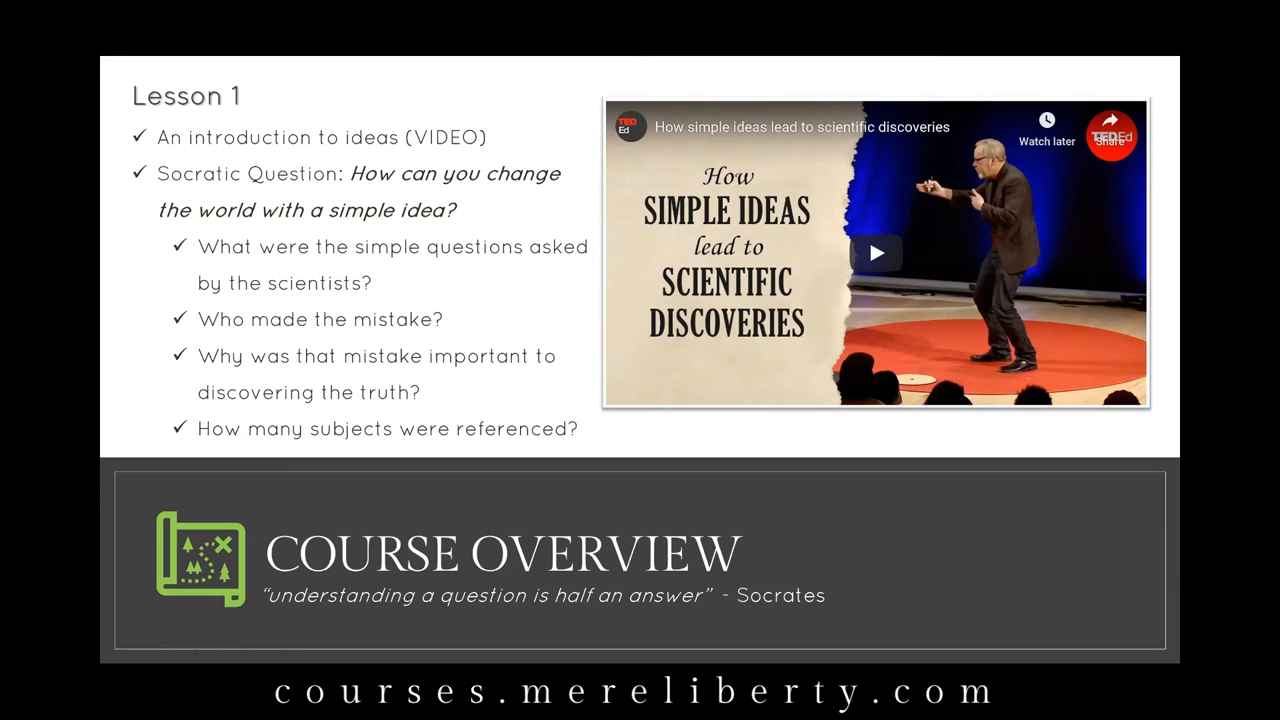 Lesson 1
✓ An introduction to ideas (VIDEO)
✓ Socratic Question: How can you change
the world with a simple idea?
✓ What were the simple questions asked
by the scientists?
✓ Who made the mistake?
✓ Why was that mistake important to
discovering the truth?
✓ How many subjects were referenced?
TED
Ed
How simple ideas lead to scientific discoveries
Watch later
TEDEd
Share
How
SIMPLE IDEAS
lead to
SCIENTIFIC
DISCOVERIES
COURSE OVERVIEW
“understanding a question is half an answer” - Socrates
courses.mereliberty.com